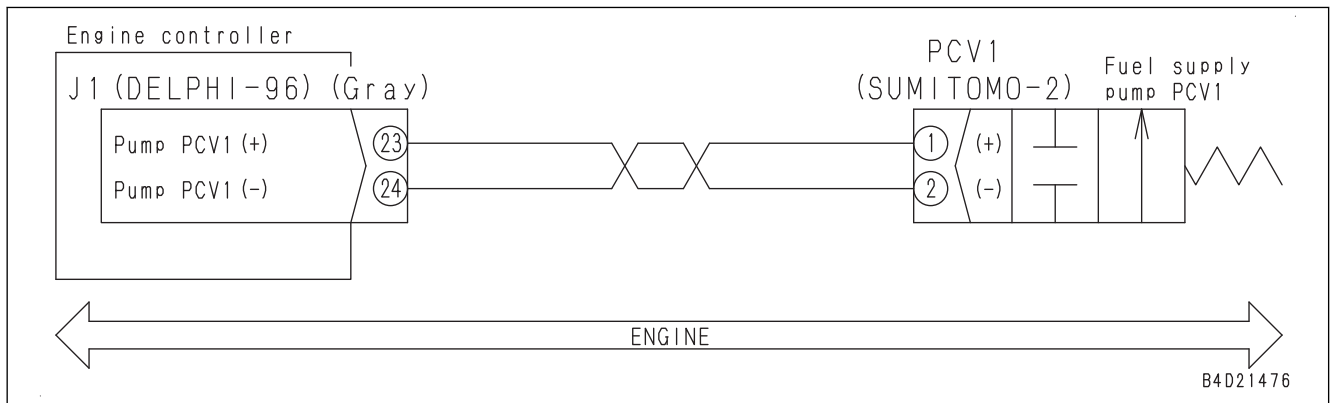 Engine controller
J1(DELPHI-96)(Gray)
PCV1
(SUMITOMO-2)
Fuel supply
pump PCV1
Pump PCV1(+)
23
1
(+)
Pump PCV1(-)
24
2
(-)
ENGINE
B4D21476